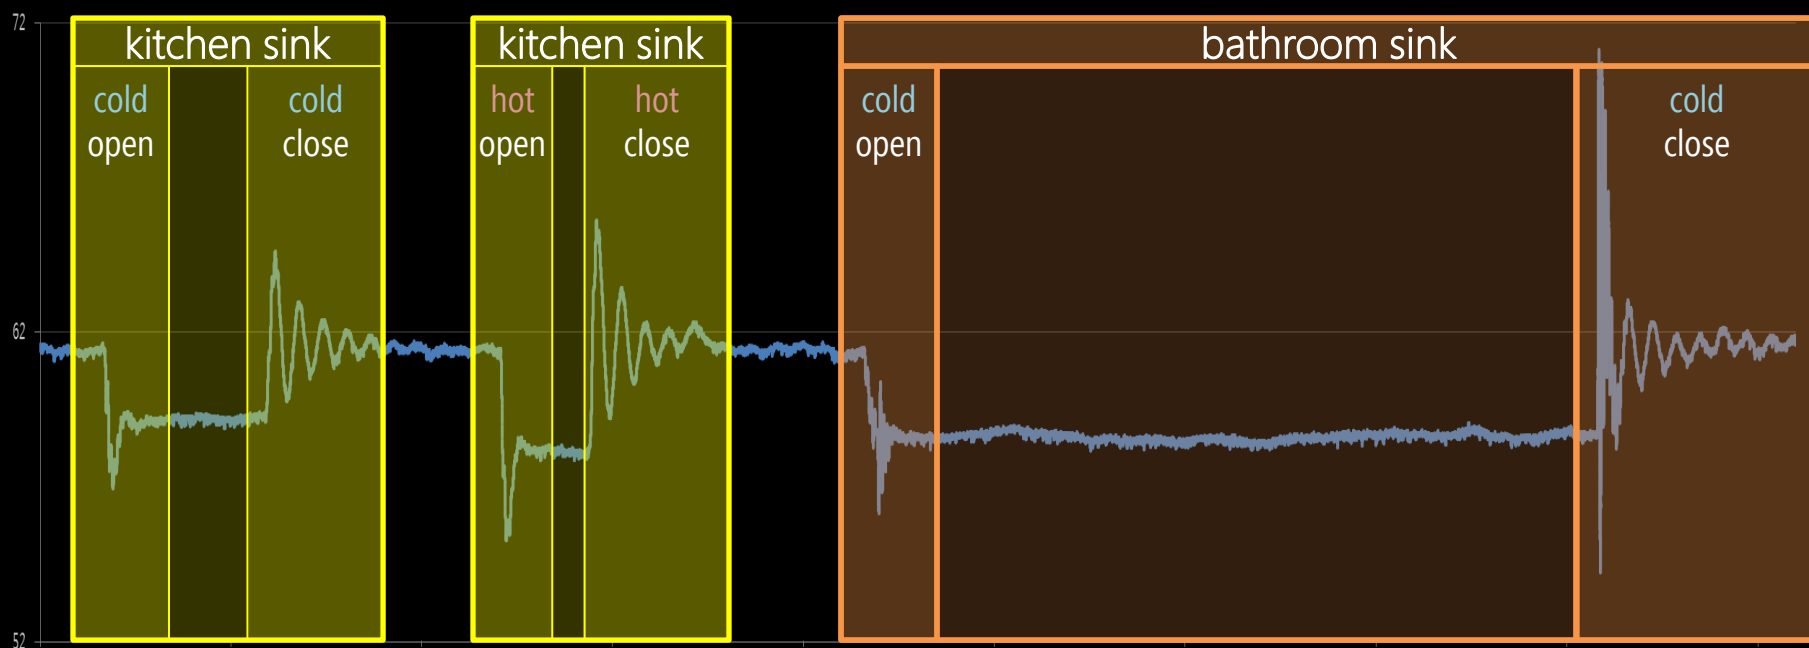 72
kitchen sink
kitchen sink
bathroom sink
cold
open
cold
close
hot
open
hot
close
cold
open
cold
close
62
52